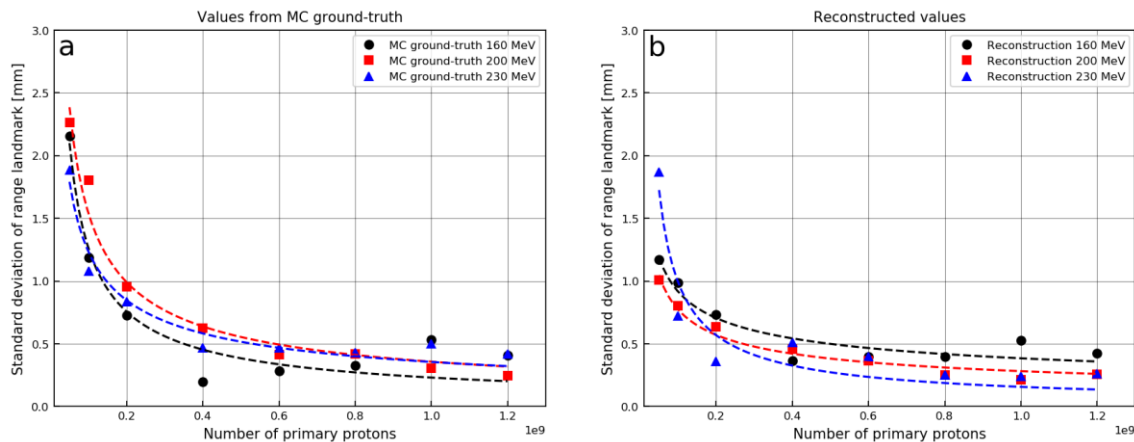 Values from MC ground-truth
a
MC ground-truth 160 MeV
MC ground-truth 200 MeV
MC ground-truth 230 MeV
Standard deviation of range landmark [mm]
3.0
2.5
2.0
1.5
1.0
0.5
0.0
0.2
0.4
0.6
0.8
1.0
1.2
1e9
Number of primary protons
Reconstructed values
b
Reconstruction 160 MeV
Reconstruction 200 MeV
Reconstruction 230 MeV
Standard deviation of range landmark [mm]
3.0
2.5
2.0
1.5
1.0
0.5
0.0
0.2
0.4
0.6
0.8
1.0
1.2
1e9
Number of primary protons